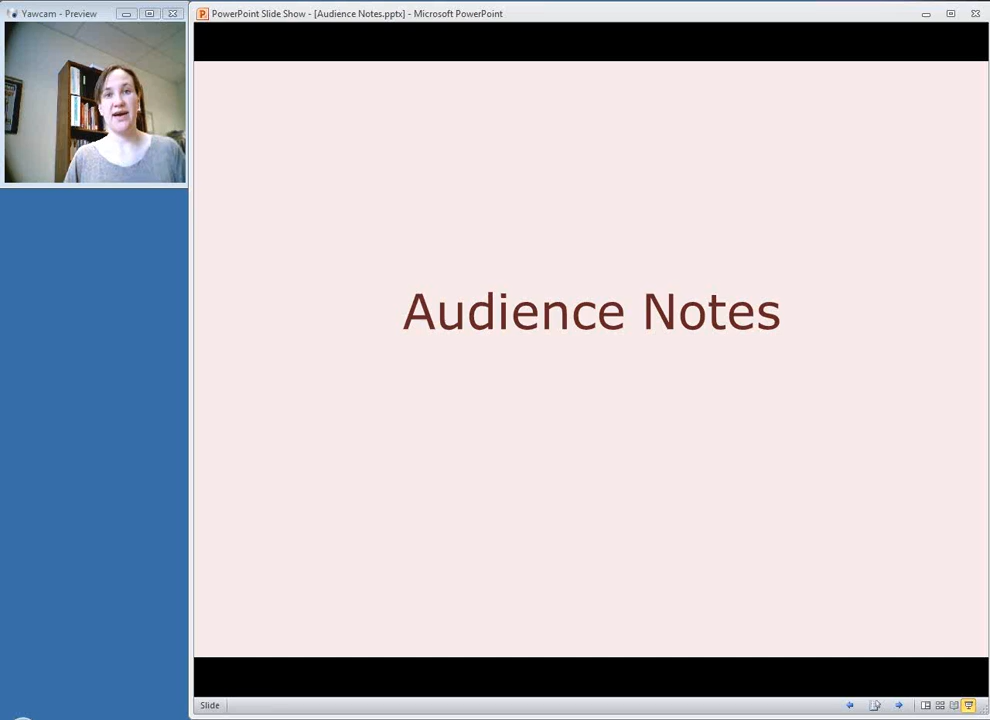 Yawcam - Preview
PowerPoint Slide Show - [Audience Notes.pptx] - Microsoft PowerPoint
Audience Notes
Slide